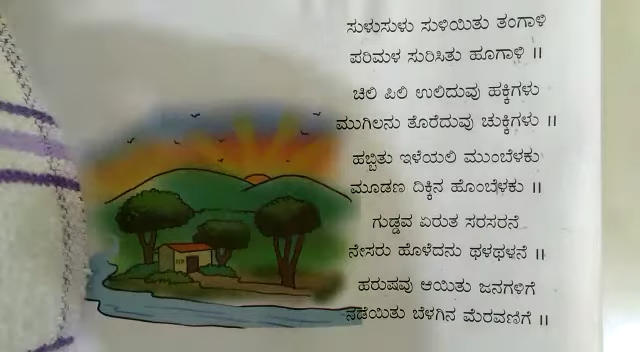 ಸುಳುಸುಳು ಸುಳಿಯಿತು ತಂಗಾಳಿ
ಪರಿಮಳ ಸುರಿಸಿತು ಹೂಗಾಳಿ ॥
ಚಿಲಿ ಪಿಲಿ ಉಲಿದುವು ಹಕ್ಕಿಗಳು
ಮುಗಿಲನು ತೊರೆದುವು ಚುಕ್ಕಿಗಳು ॥
ಹಬ್ಬಿತು ಇಳೆಯಲಿ ಮುಂಬೆಳಕು
ಮೂಡಣ ದಿಕ್ಕಿನ ಹೊಂಬೆಳಕು ॥
ಗುಡ್ಡವ ಏರುತ ಸರಸರನೆ
ನೇಸರು ಹೊಳೆದನು ಥಳಥಳನೆ ॥
ಹರುಷವು ಆಯಿತು ಜನಗಳಿಗೆ
ನಡೆಯಿತು ಬೆಳಗಿನ ಮೆರವಣಿಗೆ ॥